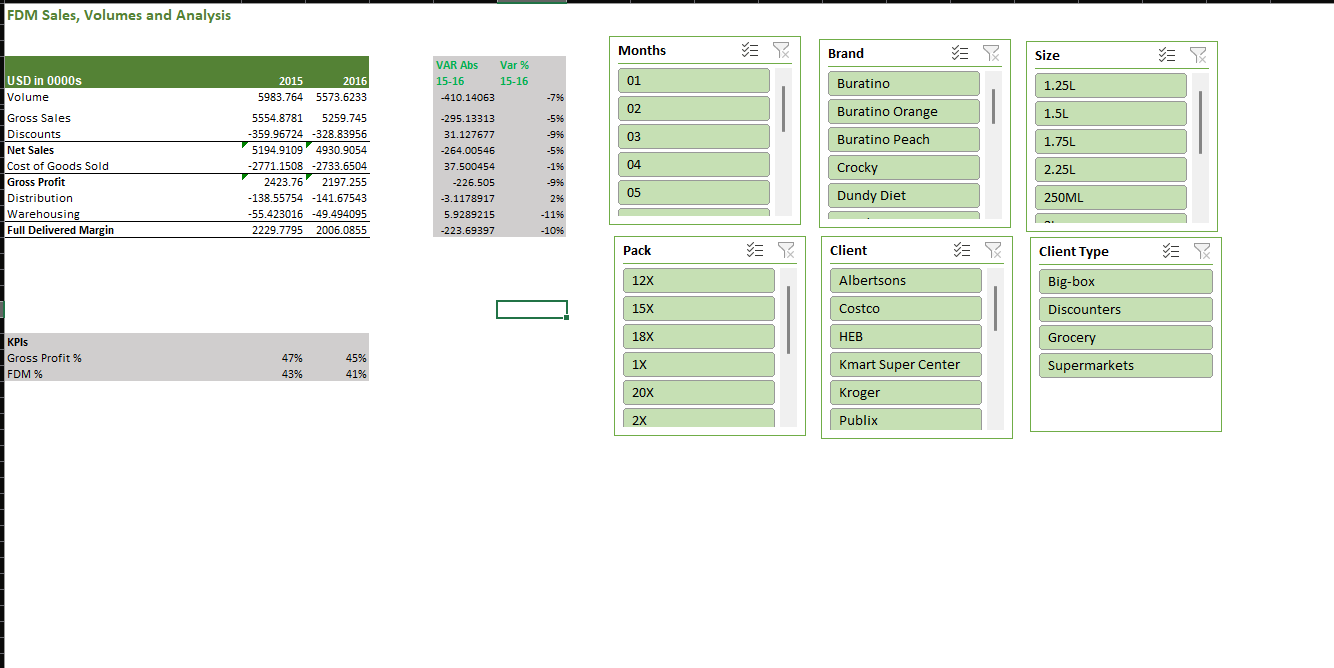 FDM Sales, Volumes and Analysis
USD in 0000s 2015 2016
Volume 5983.764 5573.6233
Gross Sales 5554.8781 5259.745
Discounts -359.96724 -328.83956
Net Sales 5194.9109 4930.9054
Cost of Goods Sold -2771.1508 -2733.6504
Gross Profit 2423.76 2197.255
Distribution -138.55754 -141.67543
Warehousing -55.423016 -49.494095
Full Delivered Margin 2229.7795 2006.0855
VAR Abs Var %
15-16 15-16
-410.14063 -7%
-295.13313 -5%
31.127677 -9%
-264.00546 -5%
37.500454 -1%
-226.505 -9%
-3.1178917 2%
5.9289215 -11%
-223.69397 -10%
KPIs
Gross Profit % 47% 45%
FDM % 43% 41%
Months
01
02
03
04
05
Brand
Buratino
Buratino Orange
Buratino Peach
Crocky
Dundy Diet
Size
1.25L
1.5L
1.75L
2.25L
250ML
Pack
12X
15X
18X
1X
20X
2X
Client
Albertsons
Costco
HEB
Kmart Super Center
Kroger
Publix
Client Type
Big-box
Discounters
Grocery
Supermarkets